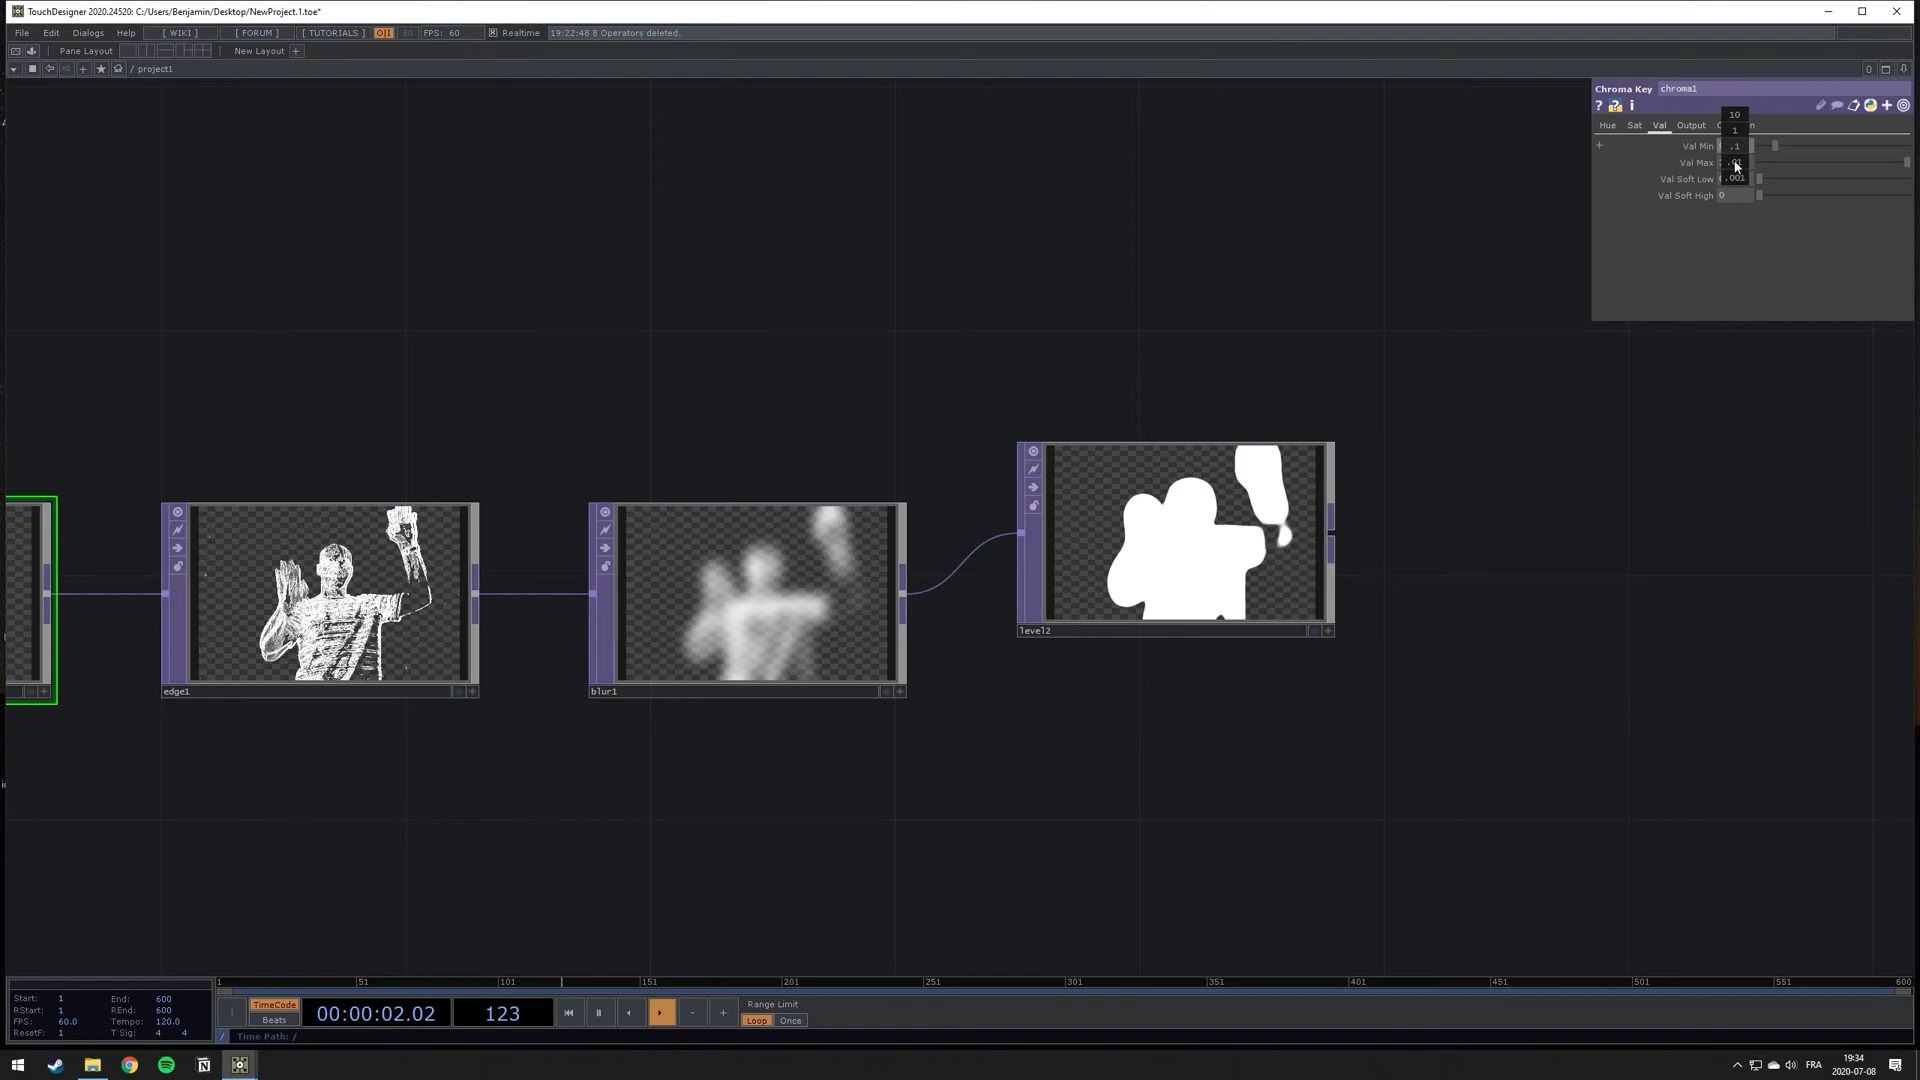 TouchDesigner 2020.24520: C:/Users/Benjamin/Desktop/NewProject.1.toe*
File Edit Dialogs Help [ WIKI ] [ FORUM ] [ TUTORIALS ] O|I 60 FPS: 60 Realtime 19:22:48 8 Operators deleted.
Pane Layout New Layout +
/ project1 0
Chroma Key chroma1
? ? i
10
Hue Sat Val Output
1
+ Val Min .1
Val Max .01
Val Soft Low .001
Val Soft High 0
level2
edge1
blur1
1 51 101 151 201 251 301 351 401 451 501 551 600
Start: 1 End: 600
RStart: 1 REnd: 600
FPS: 60.0 Tempo: 120.0
ResetF: 1 T Sig: 4 4
TimeCode
Beats
00:00:02.02 123
- +
Range Limit
Loop Once
/ Time Path: /
FRA
19:34
2020-07-08